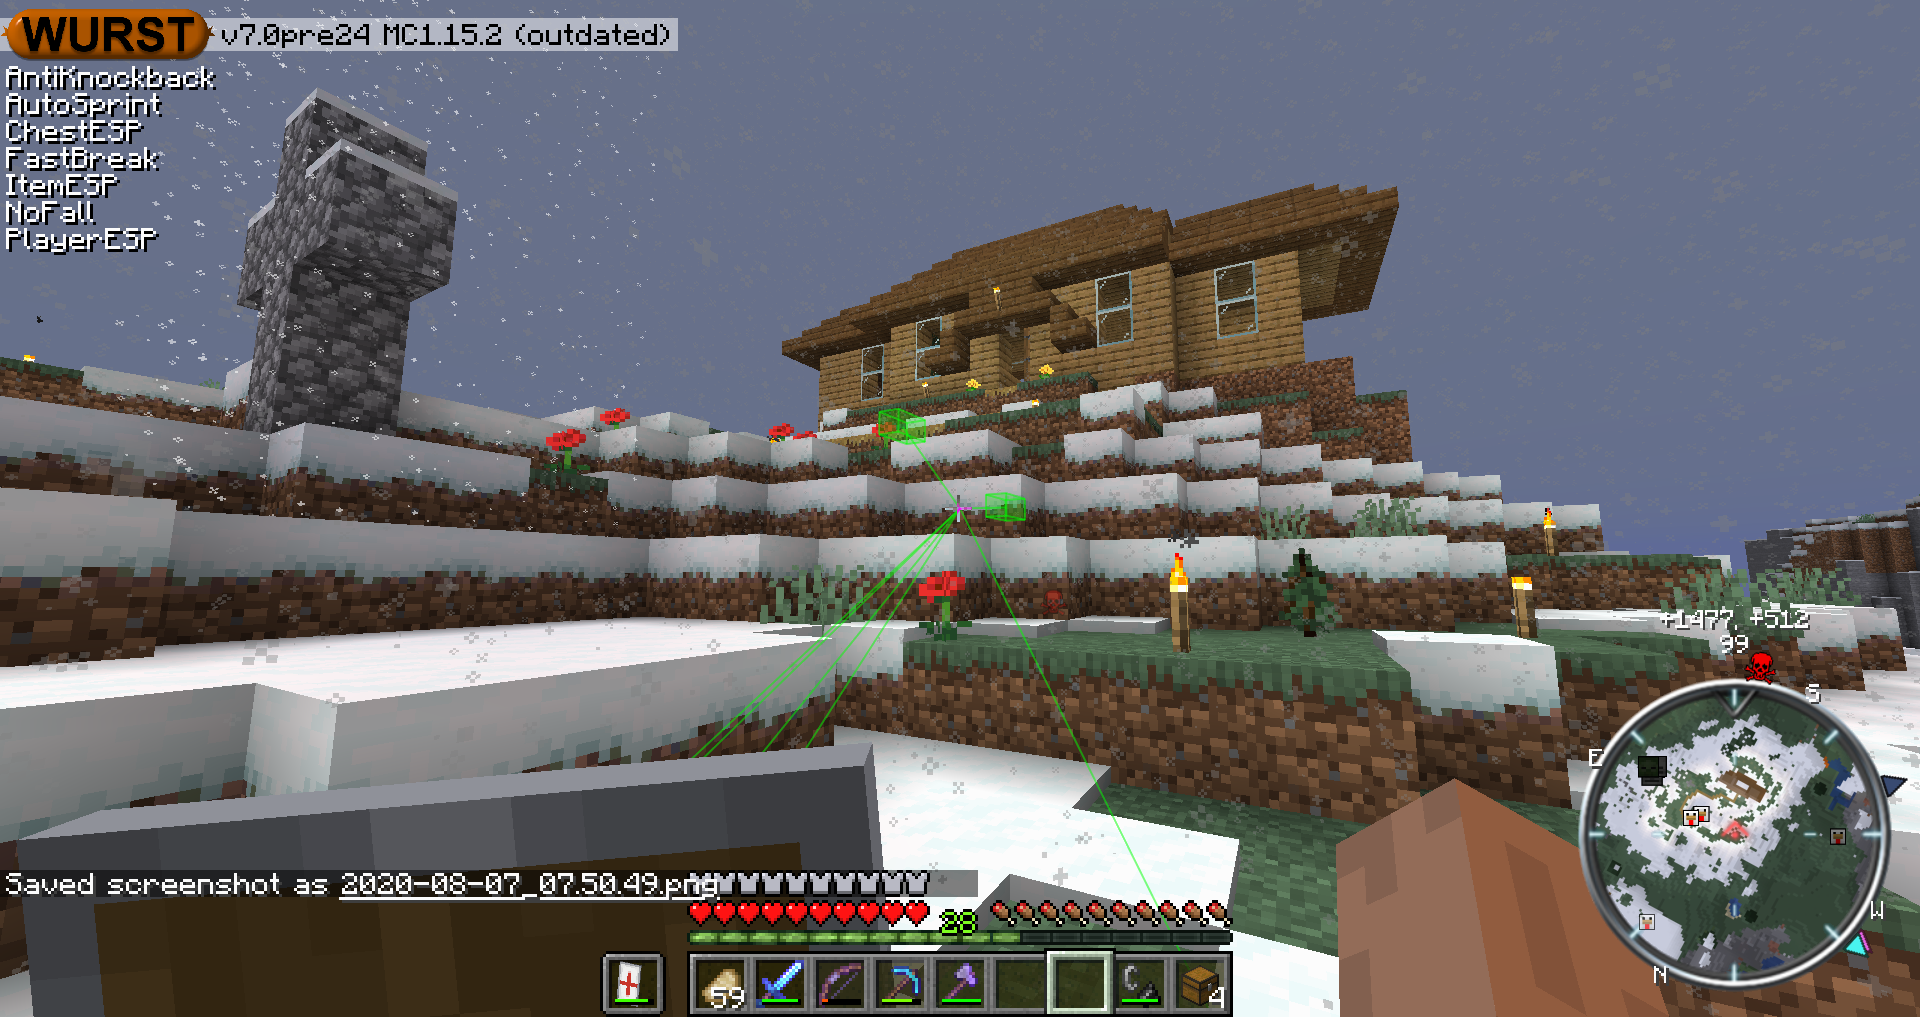 WURST v7.0pre24 MC1.15.2 (outdated)
AntiKnockback
AutoSprint
ChestESP
FastBreak
ItemESP
NoFall
PlayerESP
+1477, +512
99
S
E
W
N
Saved screenshot as 2020-08-07_07.50.49.png
28
59
4